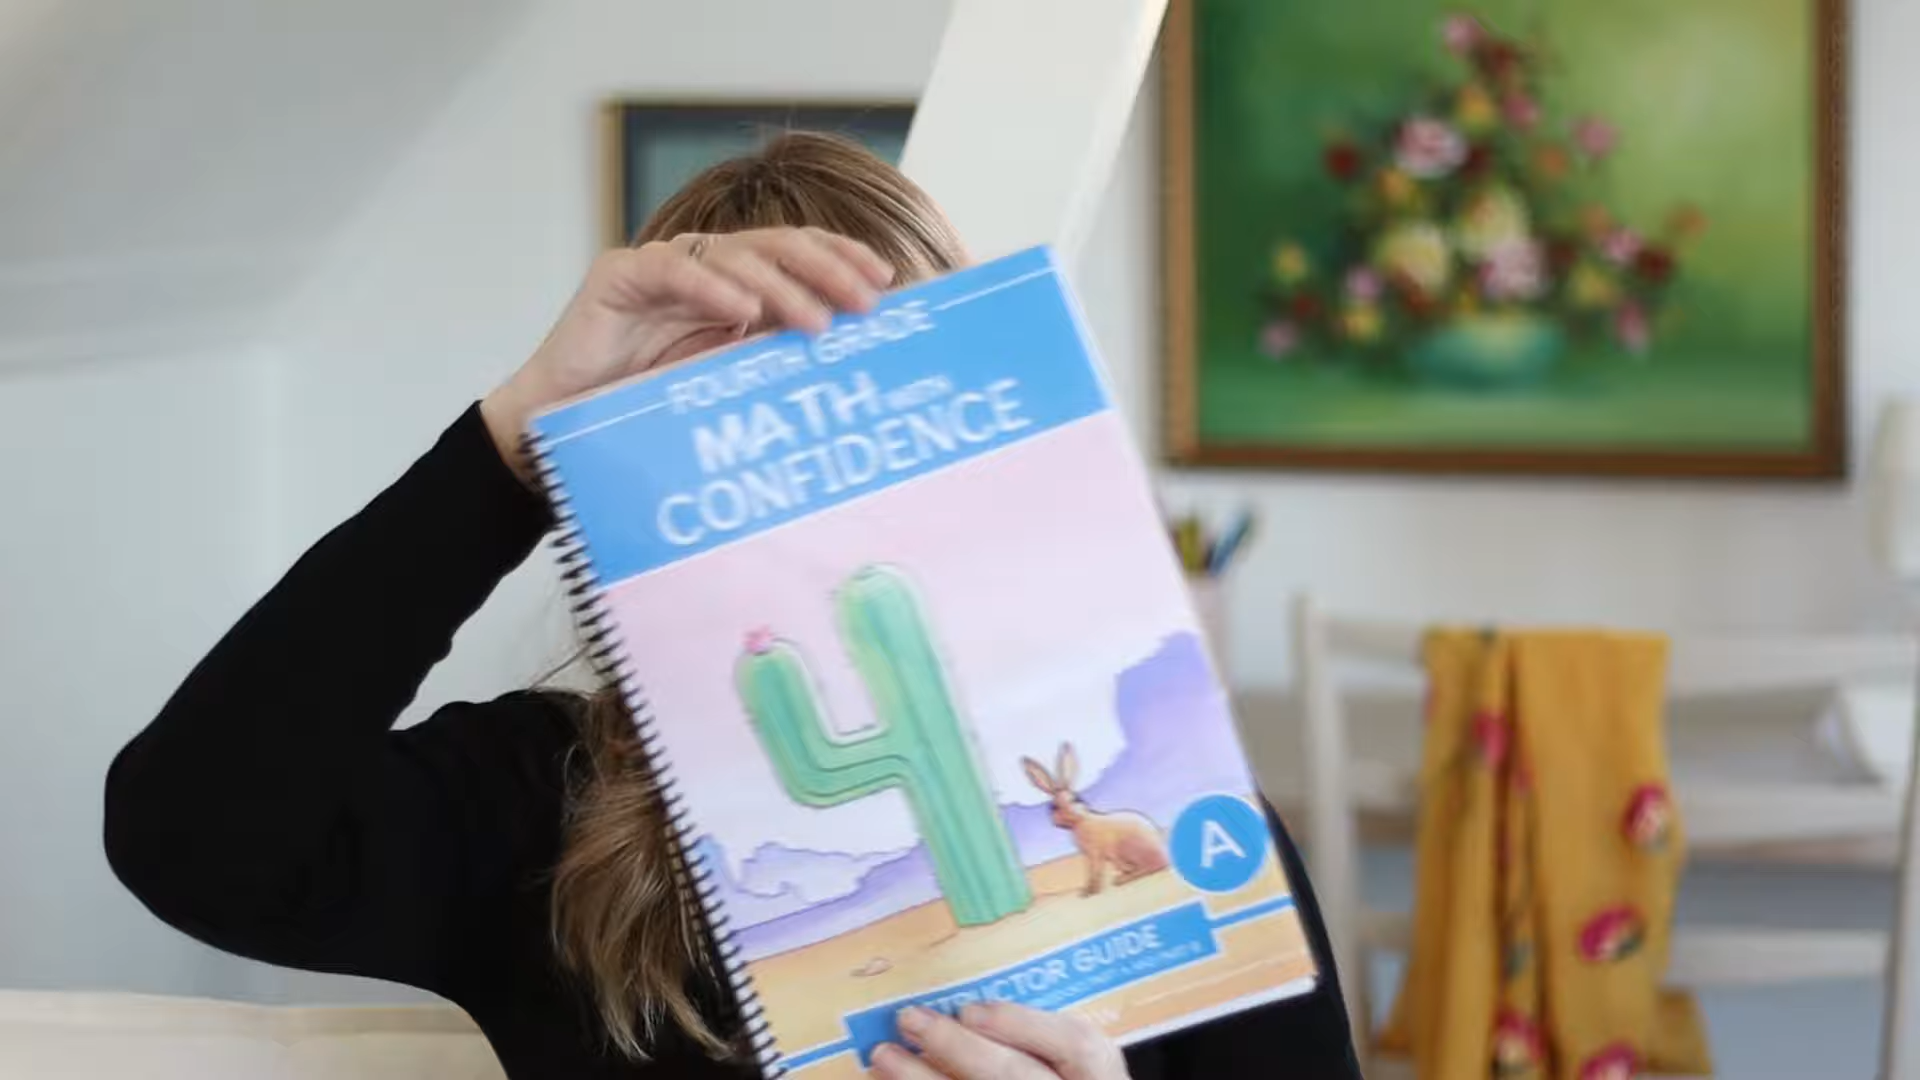 FOURTH GRADE
MATH WITH
CONFIDENCE
A
INSTRUCTOR GUIDE